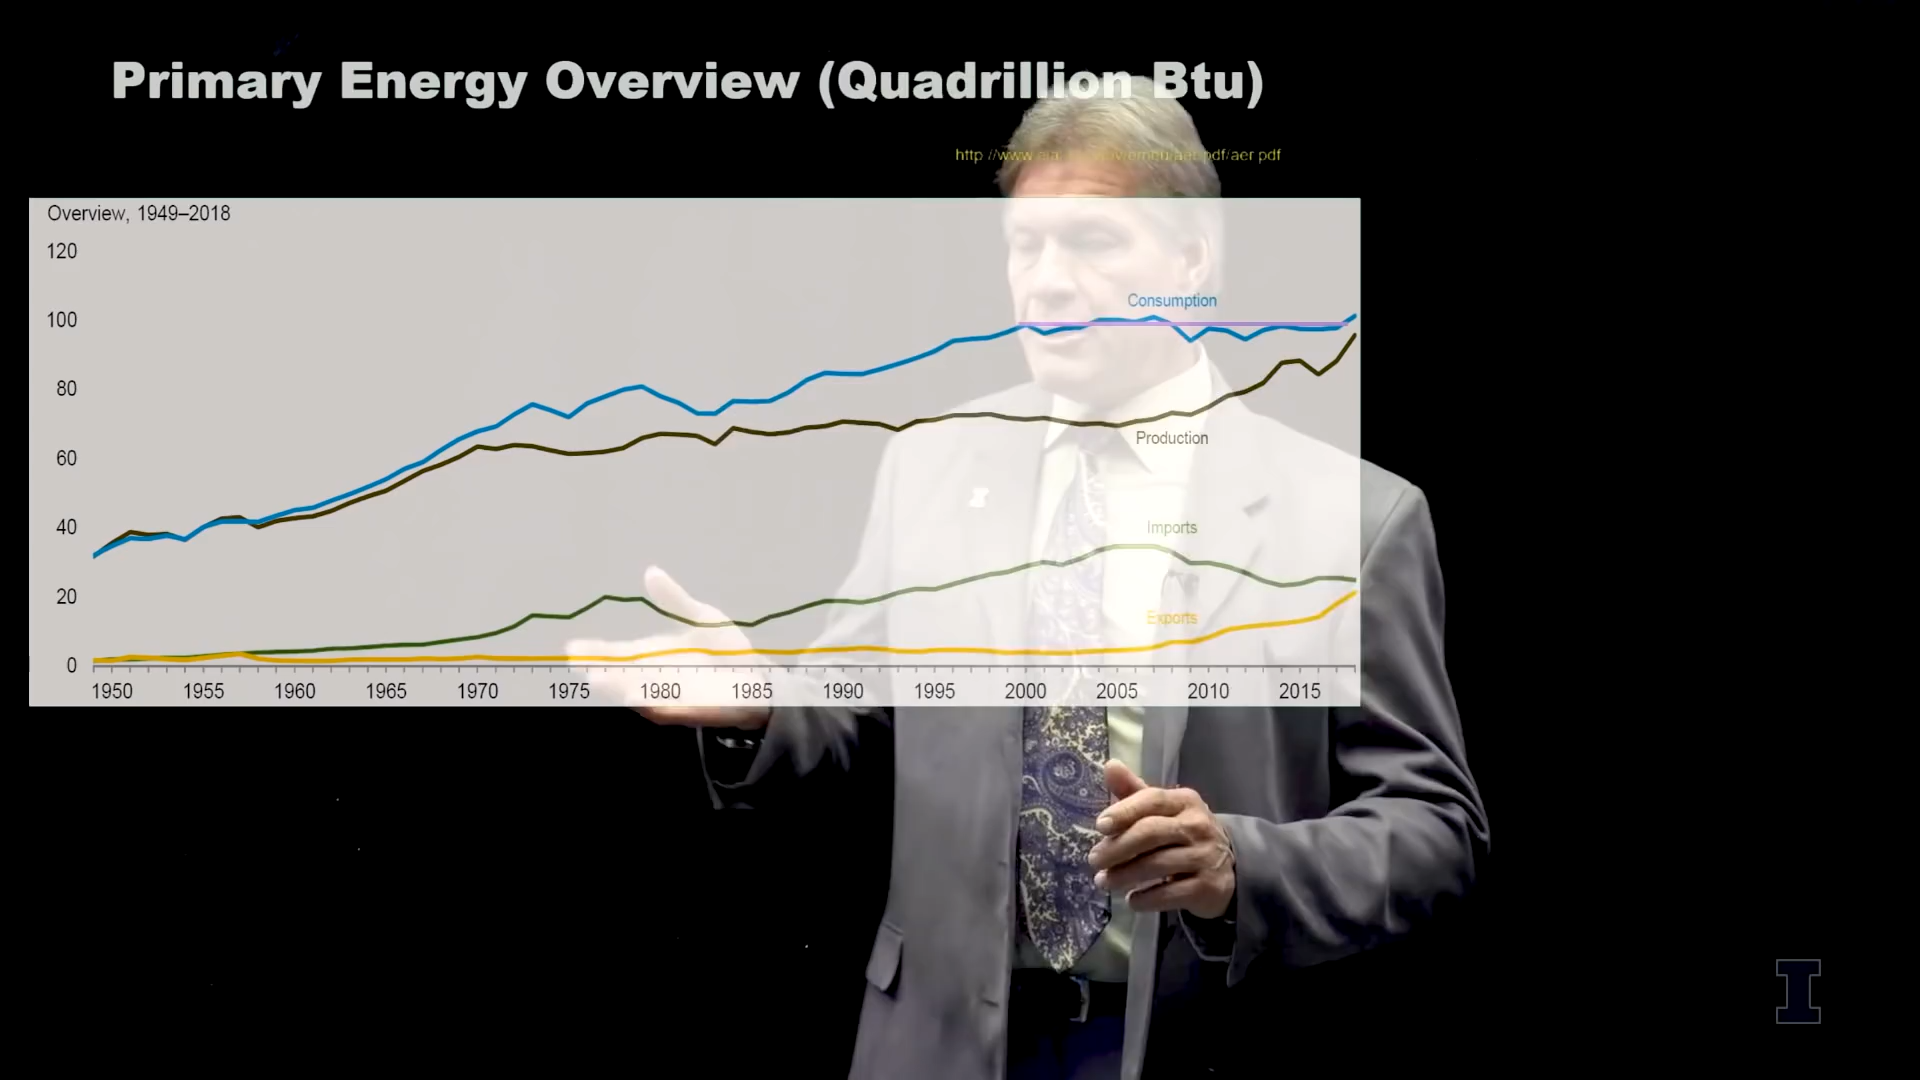 Primary Energy Overview (Quadrillion Btu)
Overview, 1949–2018
120
100
80
60
40
20
0
Consumption
Production
Imports
Exports
1950 1955 1960 1965 1970 1975 1980 1985 1990 1995 2000 2005 2010 2015
I